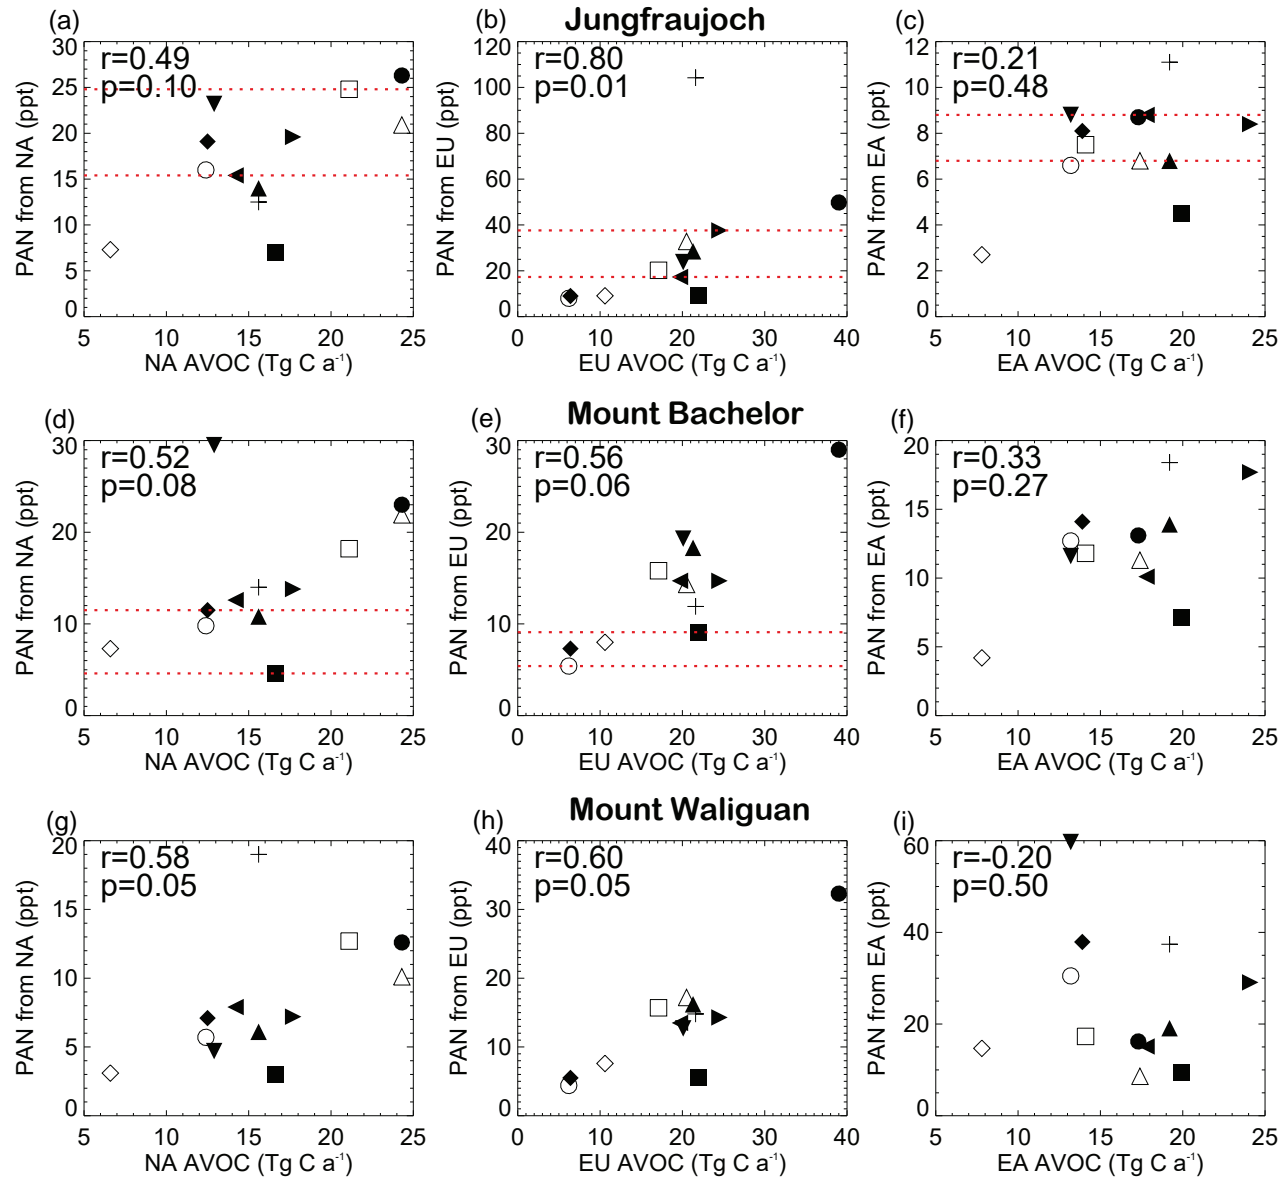 Jungfraujoch
(a)
30
25
20
15
10
5
0
PAN from NA (ppt)
r=0.49
p=0.10
5 10 15 20 25
NA AVOC (Tg C a⁻¹)
(b)
120
100
80
60
40
20
0
PAN from EU (ppt)
r=0.80
p=0.01
0 10 20 30 40
EU AVOC (Tg C a⁻¹)
(c)
12
10
8
6
4
2
0
PAN from EA (ppt)
r=0.21
p=0.48
5 10 15 20 25
EA AVOC (Tg C a⁻¹)
Mount Bachelor
(d)
30
20
10
0
PAN from NA (ppt)
r=0.52
p=0.08
5 10 15 20 25
NA AVOC (Tg C a⁻¹)
(e)
30
20
10
0
PAN from EU (ppt)
r=0.56
p=0.06
0 10 20 30 40
EU AVOC (Tg C a⁻¹)
(f)
20
15
10
5
0
PAN from EA (ppt)
r=0.33
p=0.27
5 10 15 20 25
EA AVOC (Tg C a⁻¹)
Mount Waliguan
(g)
20
15
10
5
0
PAN from NA (ppt)
r=0.58
p=0.05
5 10 15 20 25
NA AVOC (Tg C a⁻¹)
(h)
40
30
20
10
0
PAN from EU (ppt)
r=0.60
p=0.05
0 10 20 30 40
EU AVOC (Tg C a⁻¹)
(i)
60
40
20
0
PAN from EA (ppt)
r=-0.20
p=0.50
5 10 15 20 25
EA AVOC (Tg C a⁻¹)